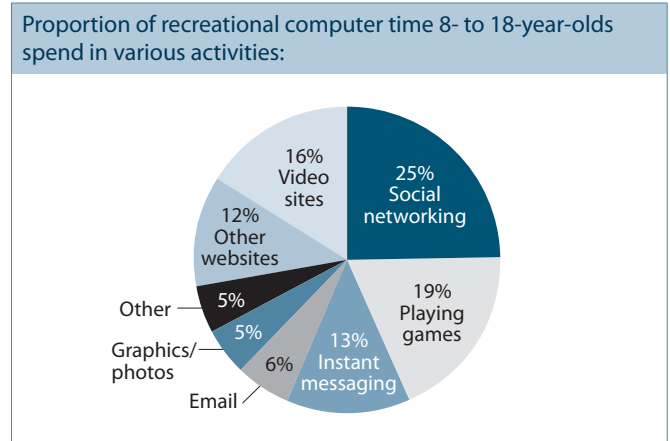 Proportion of recreational computer time 8- to 18-year-olds
spend in various activities:
25%
Social
networking
19%
Playing
games
13%
Instant
messaging
6%
Email
5%
Graphics/
photos
5%
Other
12%
Other
websites
16%
Video
sites